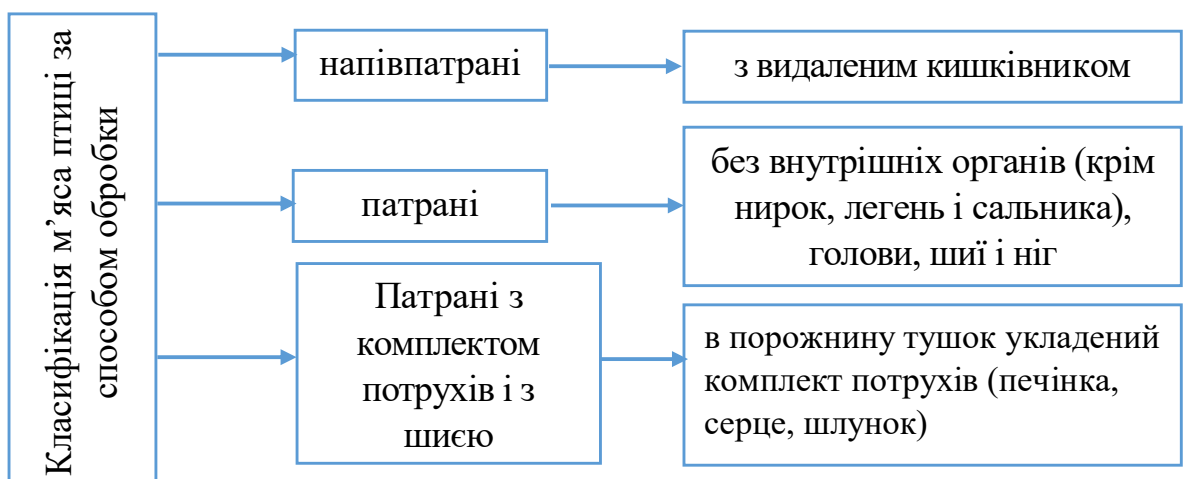 Класифікація м’яса птиці за
способом обробки
напівпатрані
з видаленим кишківником
патрані
без внутрішніх органів (крім
нирок, легень і сальника),
голови, шиї і ніг
Патрані з
комплектом
потрухів і з
шиєю
в порожнину тушок укладений
комплект потрухів (печінка,
серце, шлунок)